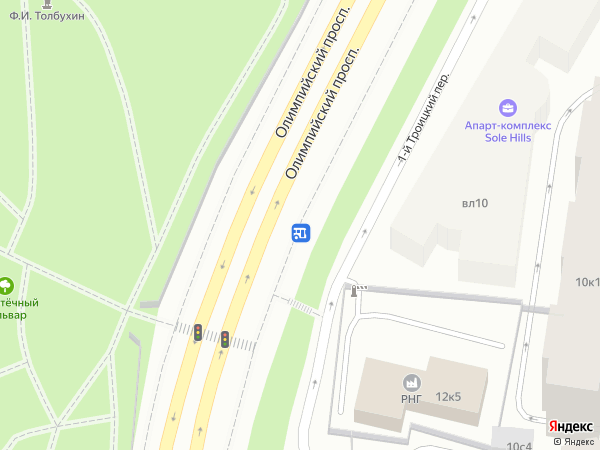 Ф.И. Толбухин
Олимпийский просп.
Олимпийский просп.
1-й Троицкий пер.
Апарт-комплекс
Sole Hills
вл10
10к1
РНГ
12к5
10с4
Яндекс
© Яндекс